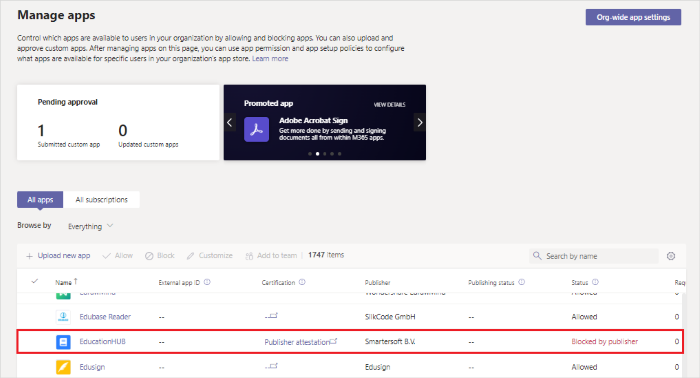 Manage apps
Org-wide app settings
Control which apps are available to users in your organization by allowing and blocking apps. You can also upload and
approve custom apps. After managing apps on this page, you can use app permission and app setup policies to configure
what apps are available for specific users in your organization's app store. Learn more
Pending approval
1 0
Submitted custom app Updated custom apps
Promoted app VIEW DETAILS
Adobe Acrobat Sign
Get more done by sending and signing
documents all from within M365 apps.
All apps All subscriptions
Browse by Everything
+ Upload new app Allow Block Customize Add to team 1747 items Search by name
Name ↑ External app ID Certification Publisher Publishing status Status Req
Edubase Reader -- -- SilkCode GmbH -- Allowed 0
EducationHUB -- Publisher attestation Smartersoft B.V. -- Blocked by publisher 0
Edusign -- -- Edusign -- Allowed 0